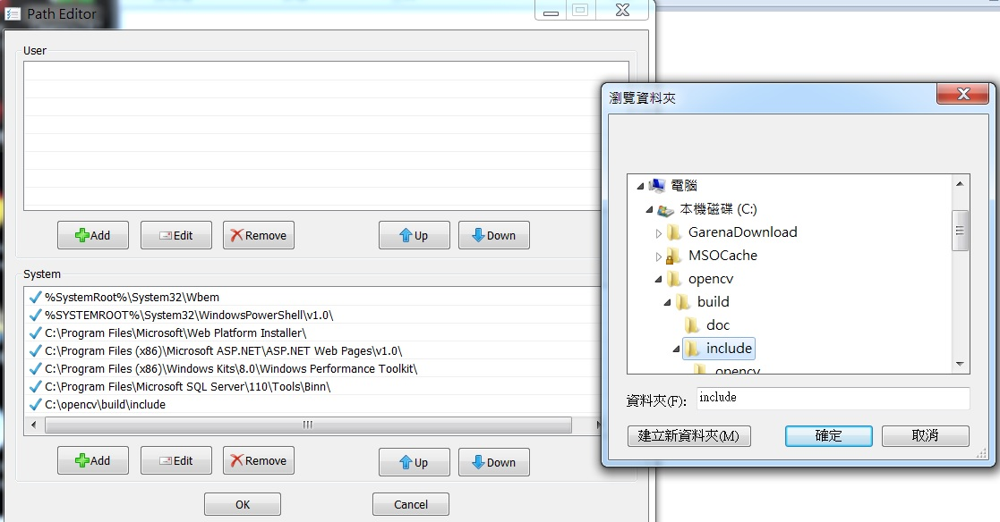 Path Editor
User
Add
Edit
Remove
Up
Down
System
%SystemRoot%\System32\Wbem
%SYSTEMROOT%\System32\WindowsPowerShell\v1.0\
C:\Program Files\Microsoft\Web Platform Installer\
C:\Program Files (x86)\Microsoft ASP.NET\ASP.NET Web Pages\v1.0\
C:\Program Files (x86)\Windows Kits\8.0\Windows Performance Toolkit\
C:\Program Files\Microsoft SQL Server\110\Tools\Binn\
C:\opencv\build\include
Add
Edit
Remove
Up
Down
OK
Cancel
瀏覽資料夾
電腦
本機磁碟 (C:)
GarenaDownload
MSOCache
opencv
build
doc
include
opencv
資料夾(F):
include
建立新資料夾(M)
確定
取消